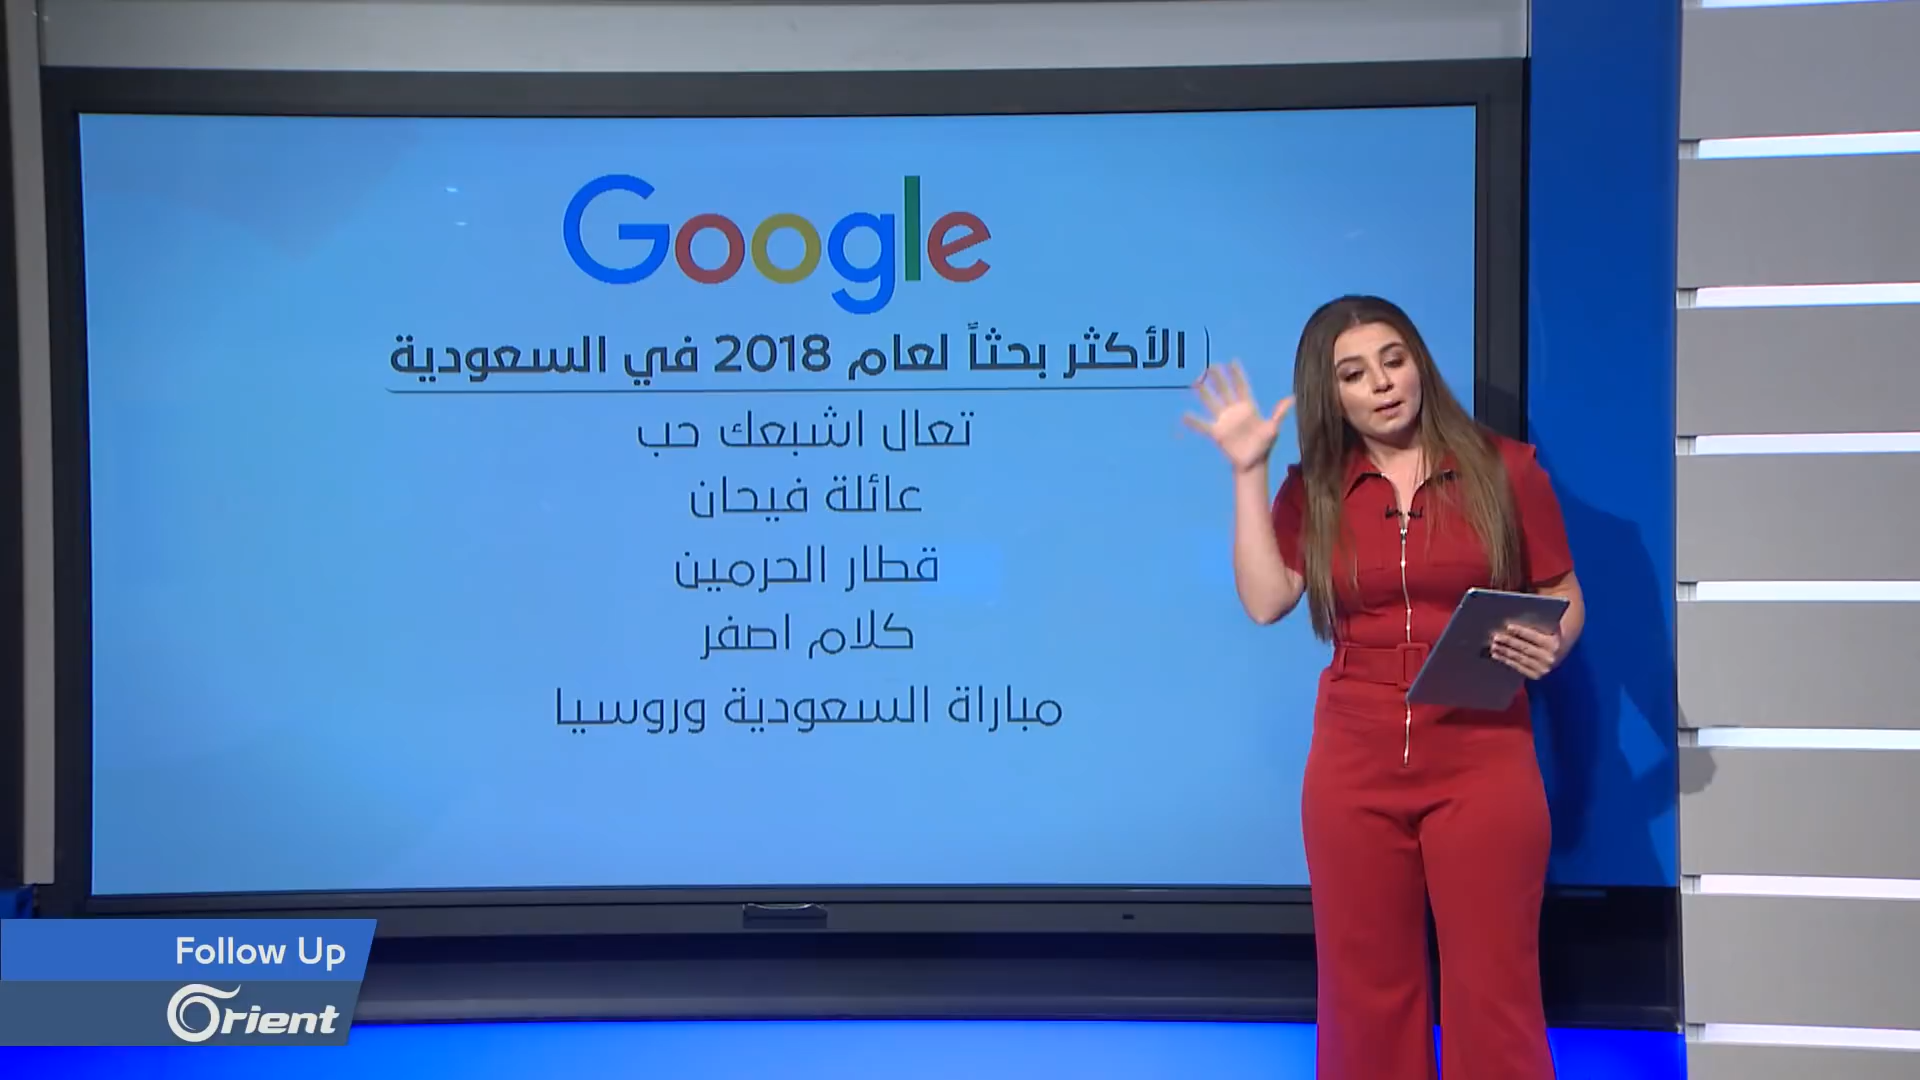 Google
الأكثر بحثاً لعام 2018 في السعودية
تعال اشبعك حب
عائلة فيحان
قطار الحرمين
كلام اصفر
مباراة السعودية وروسيا
Follow Up
Orient